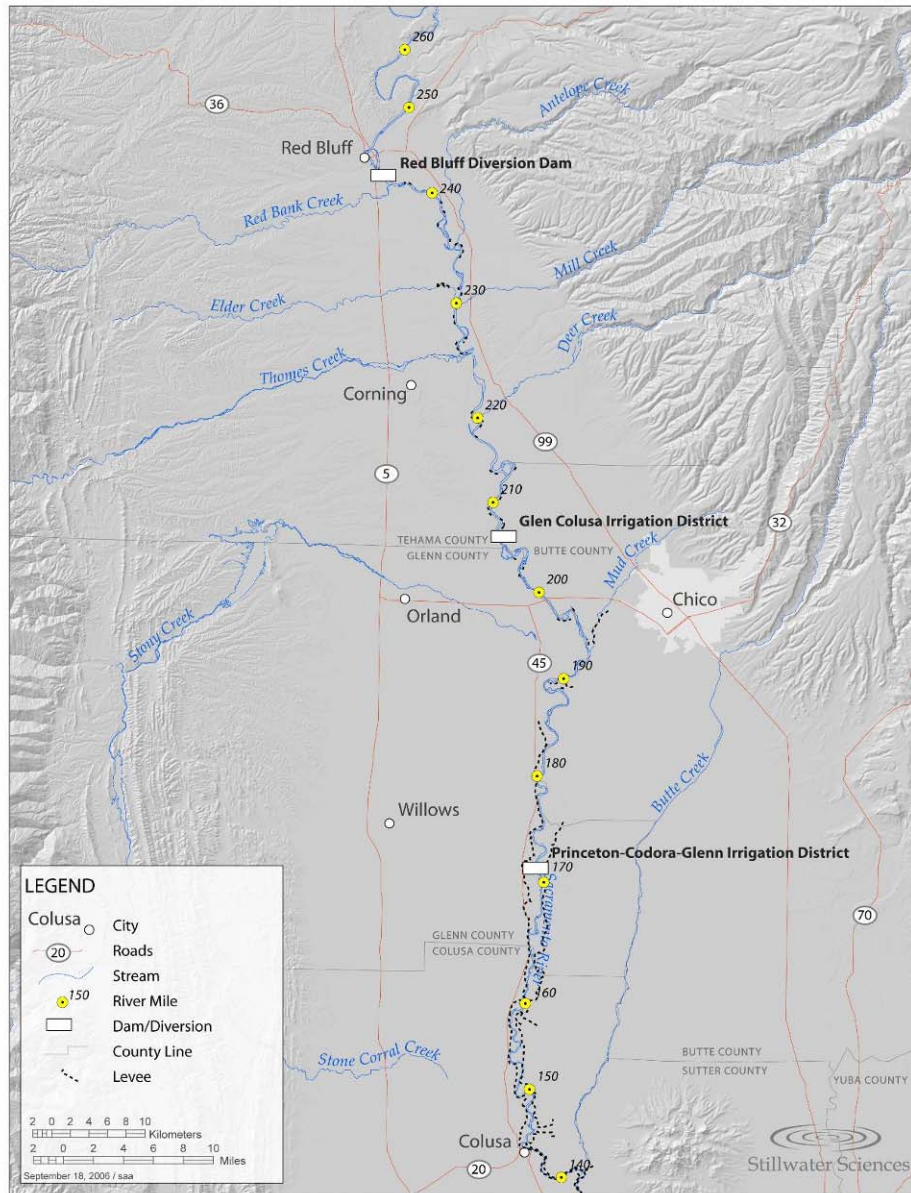 260
36
250
Antelope Creek
Red Bluff
Red Bluff Diversion Dam
240
Red Bank Creek
Mill Creek
Elder Creek
230
Deer Creek
Thomes Creek
Corning
220
99
5
210
Glen Colusa Irrigation District
32
TEHAMA COUNTY
GLENN COUNTY
BUTTE COUNTY
Mud Creek
200
Orland
Chico
Stony Creek
45
190
180
Butte Creek
Willows
Princeton-Codora-Glenn Irrigation District
170
Sacramento River
70
GLENN COUNTY
COLUSA COUNTY
160
Stone Corral Creek
BUTTE COUNTY
SUTTER COUNTY
YUBA COUNTY
150
Colusa
20
140
LEGEND
Colusa City
20 Roads
Stream
150 River Mile
Dam/Diversion
County Line
Levee
2 0 2 4 6 8 10
Kilometers
2 0 2 4 6 8 10
Miles
September 18, 2006 / saa
Stillwater Sciences